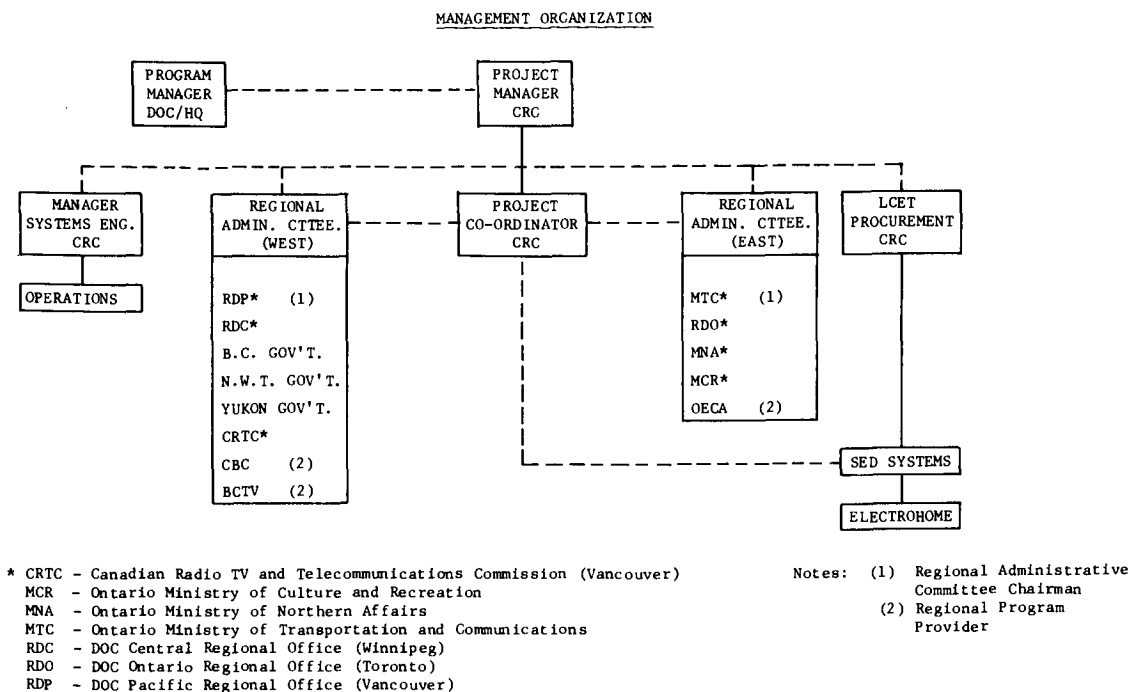 MANAGEMENT ORGANIZATION
PROGRAM
MANAGER
DOC/HQ
PROJECT
MANAGER
CRC
MANAGER
SYSTEMS ENG.
CRC
OPERATIONS
REGIONAL
ADMIN. CTTEE.
(WEST)
RDP* (1)
RDC*
B.C. GOV'T.
N.W.T. GOV'T.
YUKON GOV'T.
CRTC*
CBC (2)
BCTV (2)
PROJECT
CO-ORDINATOR
CRC
REGIONAL
ADMIN. CTTEE.
(EAST)
MTC* (1)
RDO*
MNA*
MCR*
OECA (2)
LCET
PROCUREMENT
CRC
SED SYSTEMS
ELECTROHOME
* CRTC - Canadian Radio TV and Telecommunications Commission (Vancouver)
MCR - Ontario Ministry of Culture and Recreation
MNA - Ontario Ministry of Northern Affairs
MTC - Ontario Ministry of Transportation and Communications
RDC - DOC Central Regional Office (Winnipeg)
RDO - DOC Ontario Regional Office (Toronto)
RDP - DOC Pacific Regional Office (Vancouver)
Notes: (1) Regional Administrative
Committee Chairman
(2) Regional Program
Provider